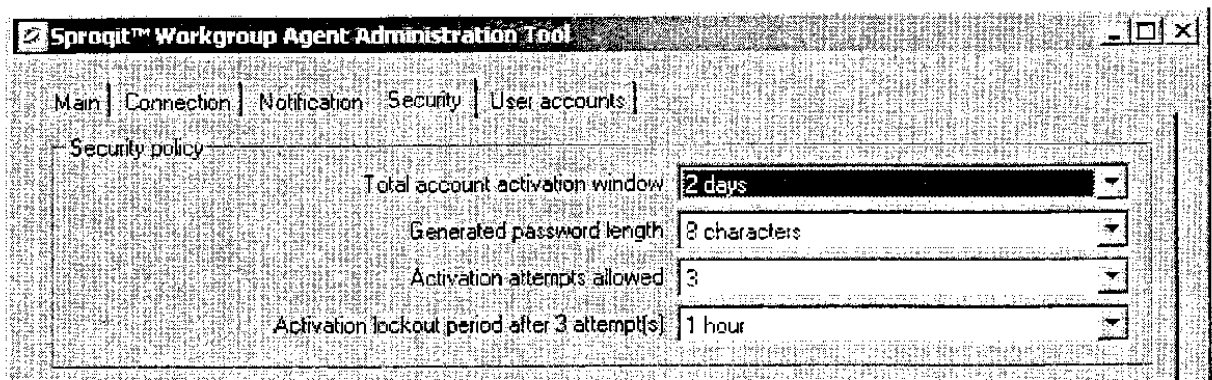 Sproqit™ Workgroup Agent Administration Tool
Main Connection Notification Security User accounts
Security policy
Total account activation window 2 days
Generated password length 8 characters
Activation attempts allowed 3
Activation lockout period after 3 attempt(s) 1 hour